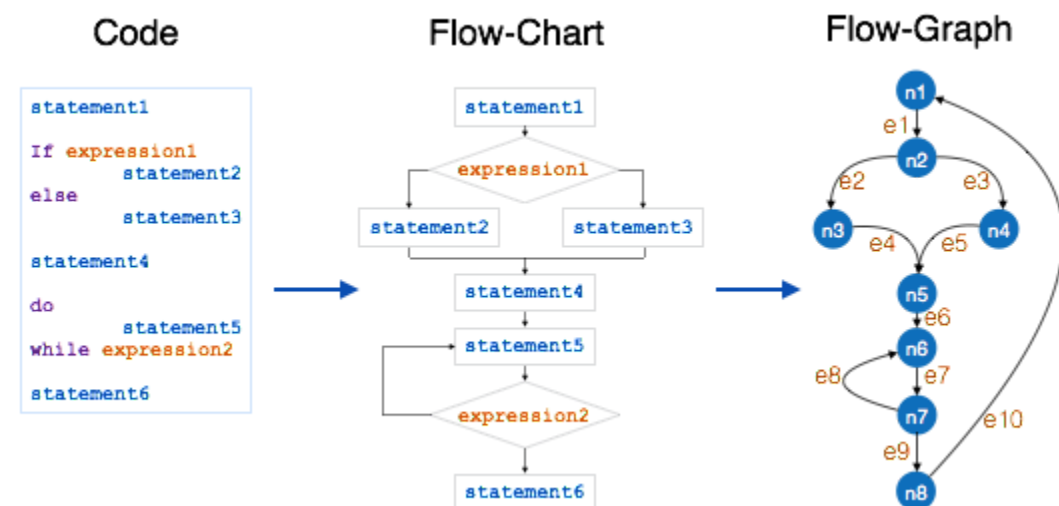 Code
statement1
If expression1
statement2
else
statement3
statement4
do
statement5
while expression2
statement6
Flow-Chart
statement1
expression1
statement2
statement3
statement4
statement5
expression2
statement6
Flow-Graph
n1
e1
n2
e2
e3
n3
e4
e5
n4
n5
e6
n6
e8
e7
n7
e10
e9
n8